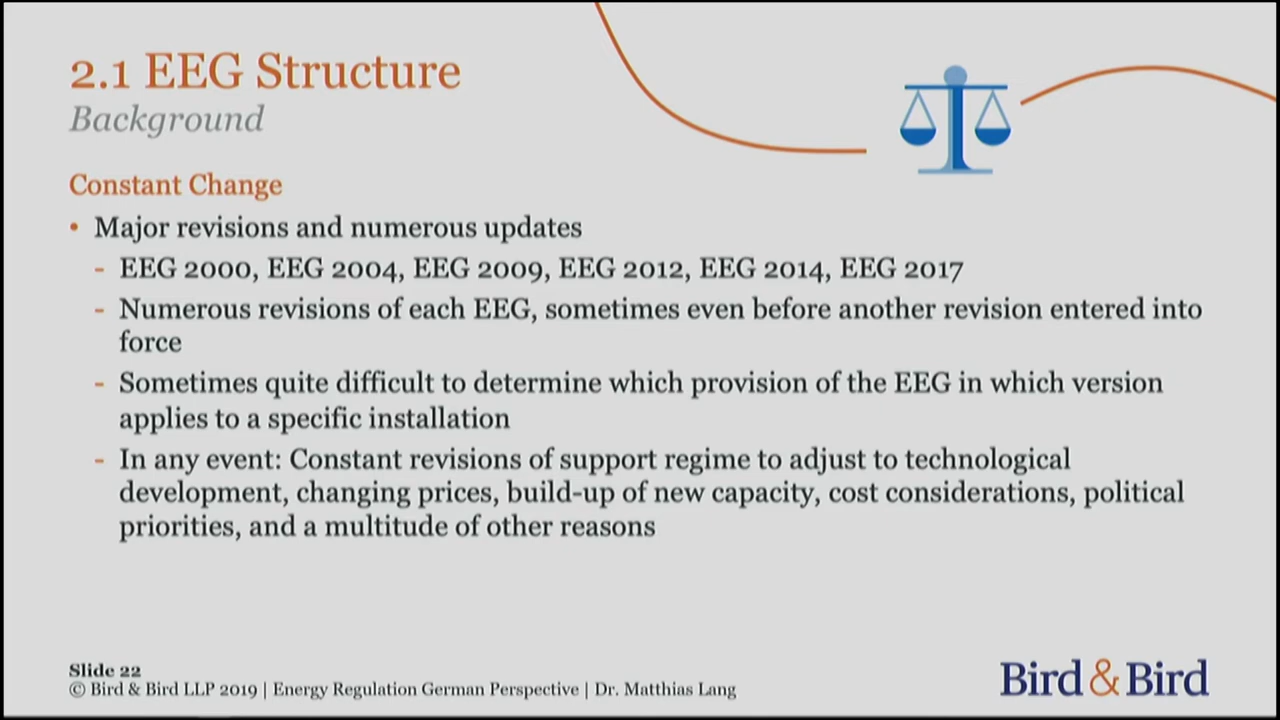 2.1 EEG Structure
Background
Constant Change
• Major revisions and numerous updates
- EEG 2000, EEG 2004, EEG 2009, EEG 2012, EEG 2014, EEG 2017
- Numerous revisions of each EEG, sometimes even before another revision entered into
force
- Sometimes quite difficult to determine which provision of the EEG in which version
applies to a specific installation
- In any event: Constant revisions of support regime to adjust to technological
development, changing prices, build-up of new capacity, cost considerations, political
priorities, and a multitude of other reasons
Slide 22
© Bird & Bird LLP 2019 | Energy Regulation German Perspective | Dr. Matthias Lang
Bird & Bird